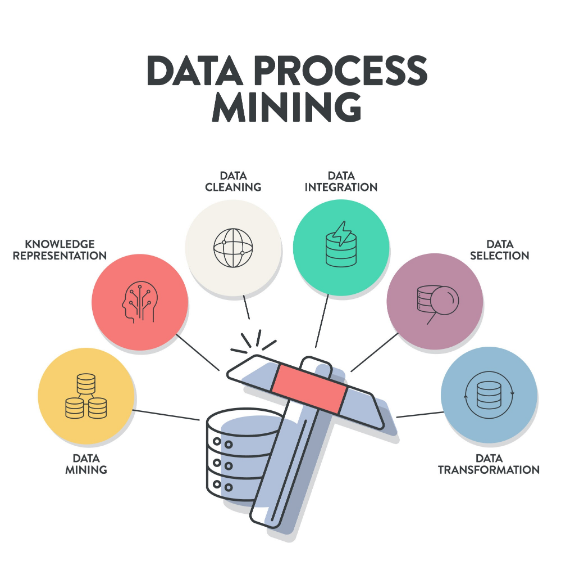 DATA PROCESS
MINING
DATA
CLEANING
DATA
INTEGRATION
KNOWLEDGE
REPRESENTATION
DATA
SELECTION
DATA
MINING
DATA
TRANSFORMATION